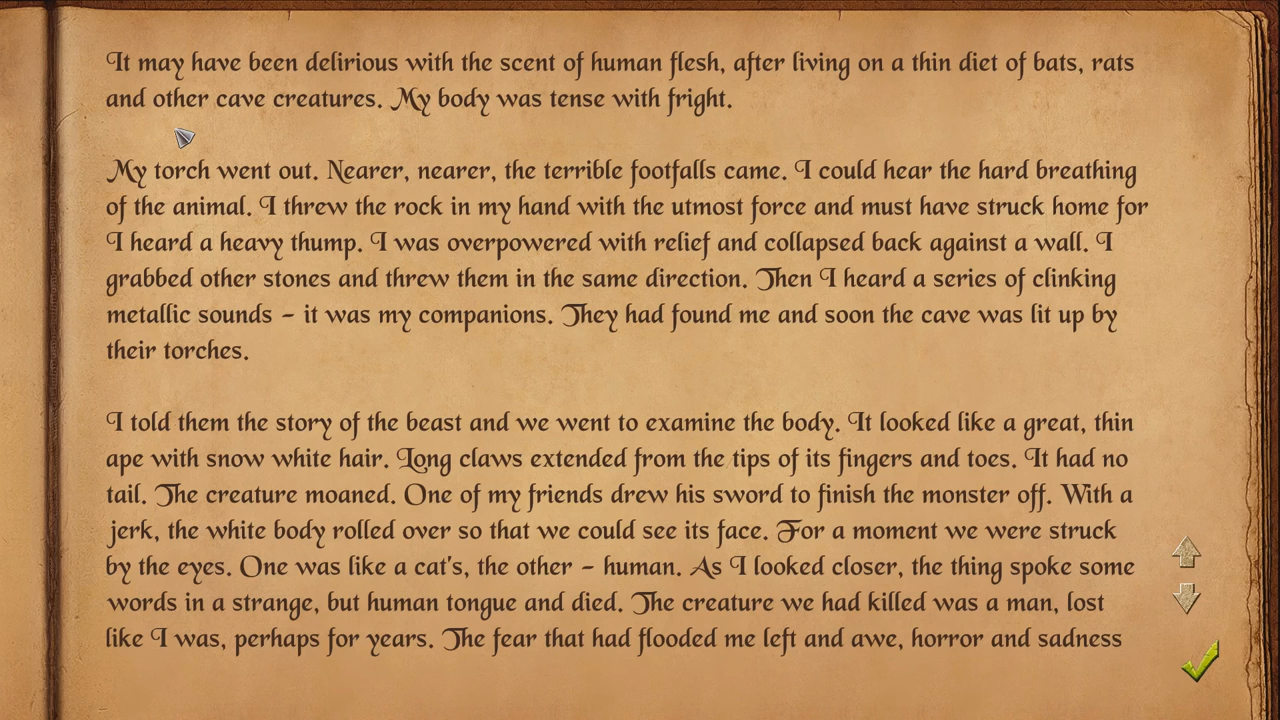 It may have been delirious with the scent of human flesh, after living on a thin diet of bats, rats
and other cave creatures. My body was tense with fright.
My torch went out. Nearer, nearer, the terrible footfalls came. I could hear the hard breathing
of the animal. I threw the rock in my hand with the utmost force and must have struck home for
I heard a heavy thump. I was overpowered with relief and collapsed back against a wall. I
grabbed other stones and threw them in the same direction. Then I heard a series of clinking
metallic sounds – it was my companions. They had found me and soon the cave was lit up by
their torches.
I told them the story of the beast and we went to examine the body. It looked like a great, thin
ape with snow white hair. Long claws extended from the tips of its fingers and toes. It had no
tail. The creature moaned. One of my friends drew his sword to finish the monster off. With a
jerk, the white body rolled over so that we could see its face. For a moment we were struck
by the eyes. One was like a cat's, the other – human. As I looked closer, the thing spoke some
words in a strange, but human tongue and died. The creature we had killed was a man, lost
like I was, perhaps for years. The fear that had flooded me left and awe, horror and sadness